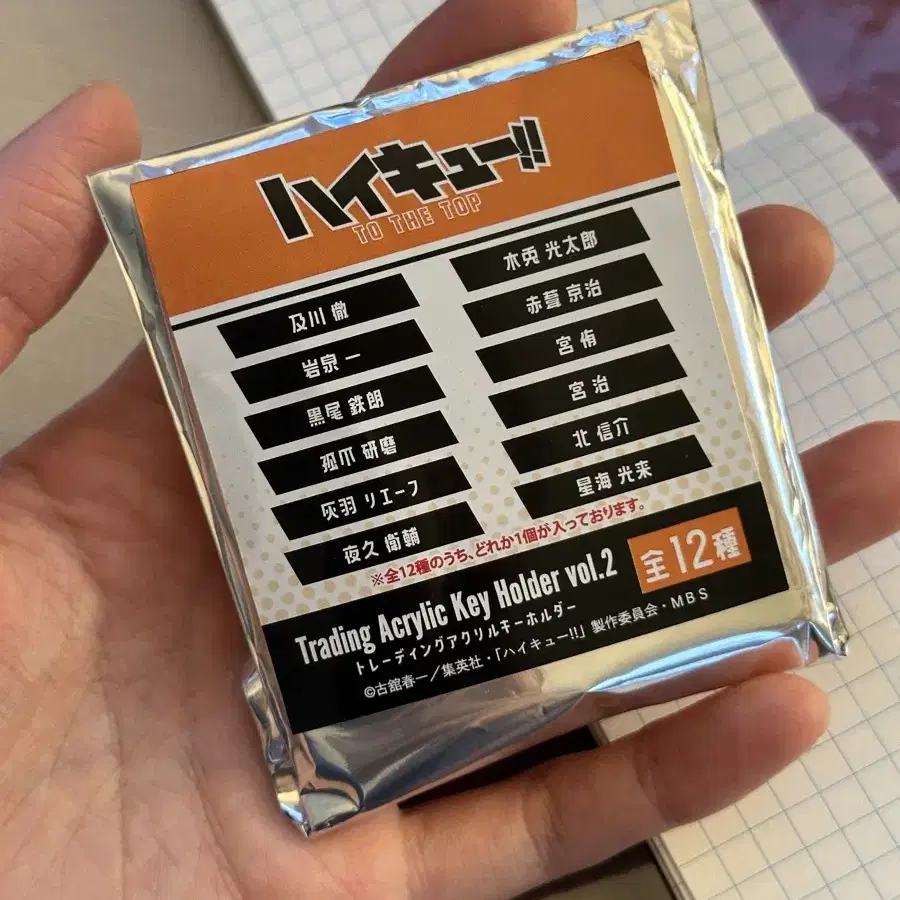 ハイキュー!!
TO THE TOP
及川 徹
岩泉 一
黒尾 鉄朗
孤爪 研磨
灰羽 リエーフ
夜久 衛輔
木兎 光太郎
赤葦 京治
宮 侑
宮 治
北 信介
星海 光来
※全12種のうち、どれか1個が入っております。
Trading Acrylic Key Holder vol.2
トレーディングアクリルキーホルダー
全12種
©古舘春一／集英社・「ハイキュー!!」製作委員会・MBS